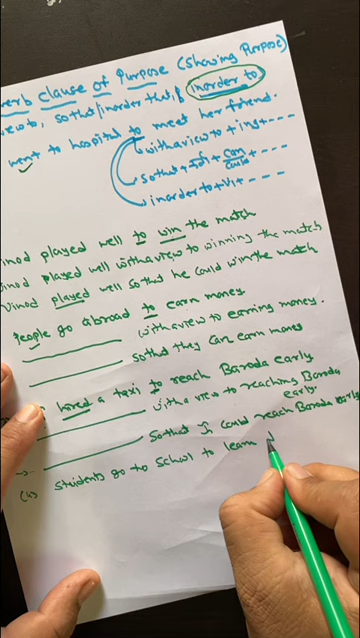 verb clause of Purpose (Showing Purpose)
so that / inorder that, inorder to
went to hospital to meet her friend.
with a view to + ing + ---
so that + + can could + ---
inorder to + V1 + ---
inod played well to win the match
inod played well with a view to winning the match
Vinod played well so that he could win the match
People go abroad to earn money
with a view to earning money.
so that they can earn money
hired a taxi to reach Baroda early
with a view to reaching Baroda early.
so that I could reach Baroda early
students go to school to learn